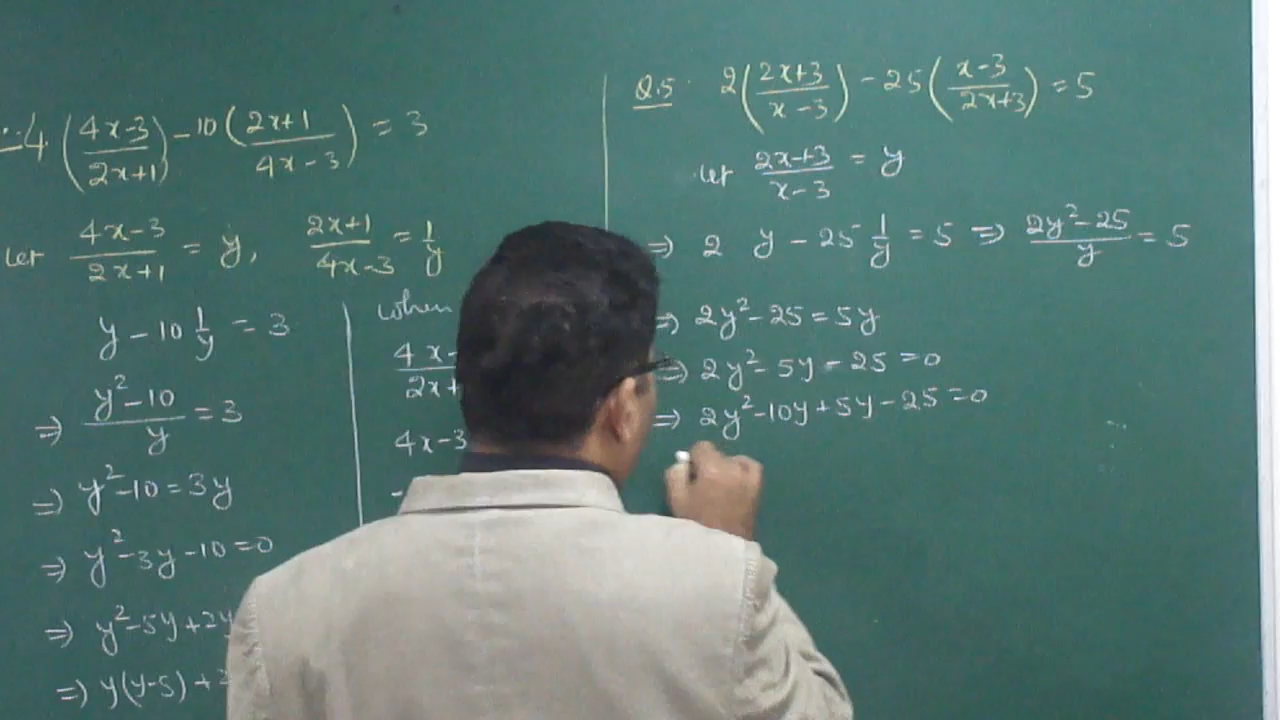 4 ((4x-3)/(2x+1)) - 10 ((2x+1)/(4x-3)) = 3
Let (4x-3)/(2x+1) = y, (2x+1)/(4x-3) = 1/y
y - 10 1/y = 3
⇒ (y²-10)/y = 3
⇒ y²-10 = 3y
⇒ y²-3y-10=0
⇒ y²-5y+2y
⇒ y(y-5)+
when
4x-
2x+
4x-3
Q.5 2((2x+3)/(x-3)) - 25((x-3)/(2x+3)) = 5
Let (2x+3)/(x-3) = y
⇒ 2 y - 25 1/y = 5 ⇒ (2y²-25)/y = 5
⇒ 2y²-25=5y
⇒ 2y²-5y-25=0
⇒ 2y²-10y+5y-25=0